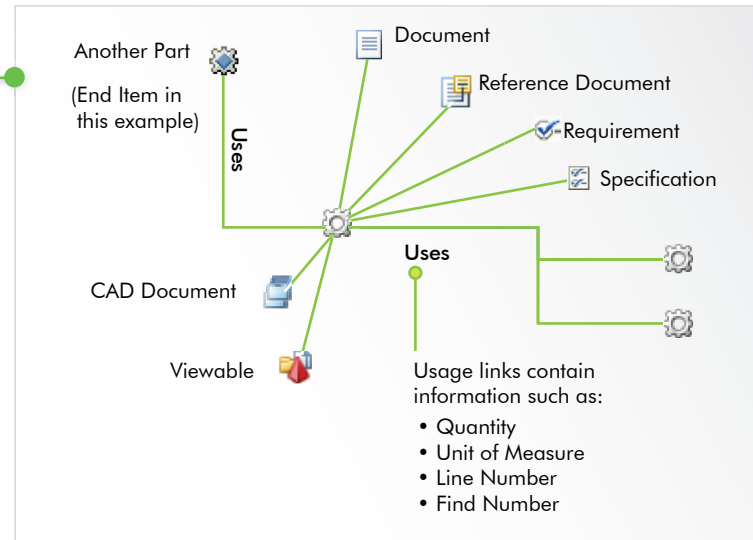 Another Part
(End Item in
this example)
Uses
Document
Reference Document
Requirement
Specification
CAD Document
Viewable
Uses
Usage links contain
information such as:
• Quantity
• Unit of Measure
• Line Number
• Find Number